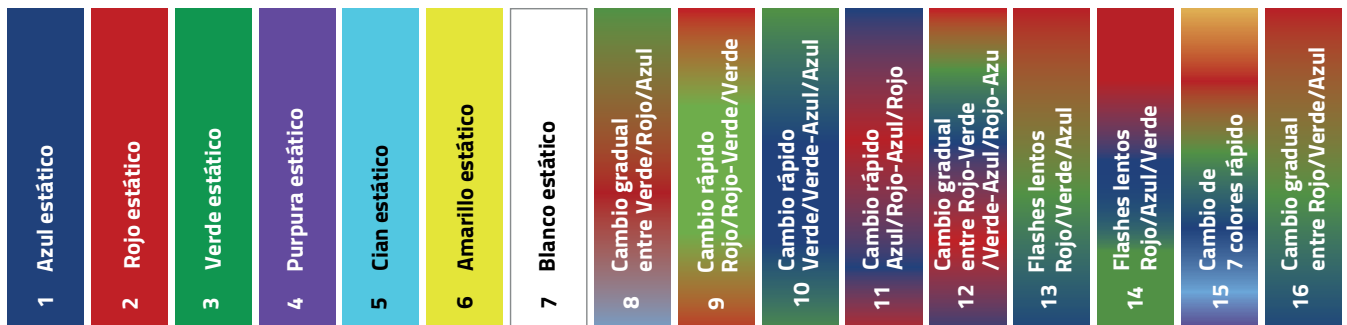 1 Azul estático
2 Rojo estático
3 Verde estático
4 Purpura estático
5 Cian estático
6 Amarillo estático
7 Blanco estático
8 Cambio gradual
entre Verde/Rojo/Azul
9 Cambio rápido
Rojo/Rojo-Verde/Verde
10 Cambio rápido
Verde/Verde-Azul/Azul
11 Cambio rápido
Azul/Rojo-Azul/Rojo
12 Cambio gradual
entre Rojo-Verde
/Verde-Azul/Rojo-Azu
13 Flashes lentos
Rojo/Verde/Azul
14 Flashes lentos
Rojo/Azul/Verde
15 Cambio de
7 colores rápido
16 Cambio gradual
entre Rojo/Verde/Azul